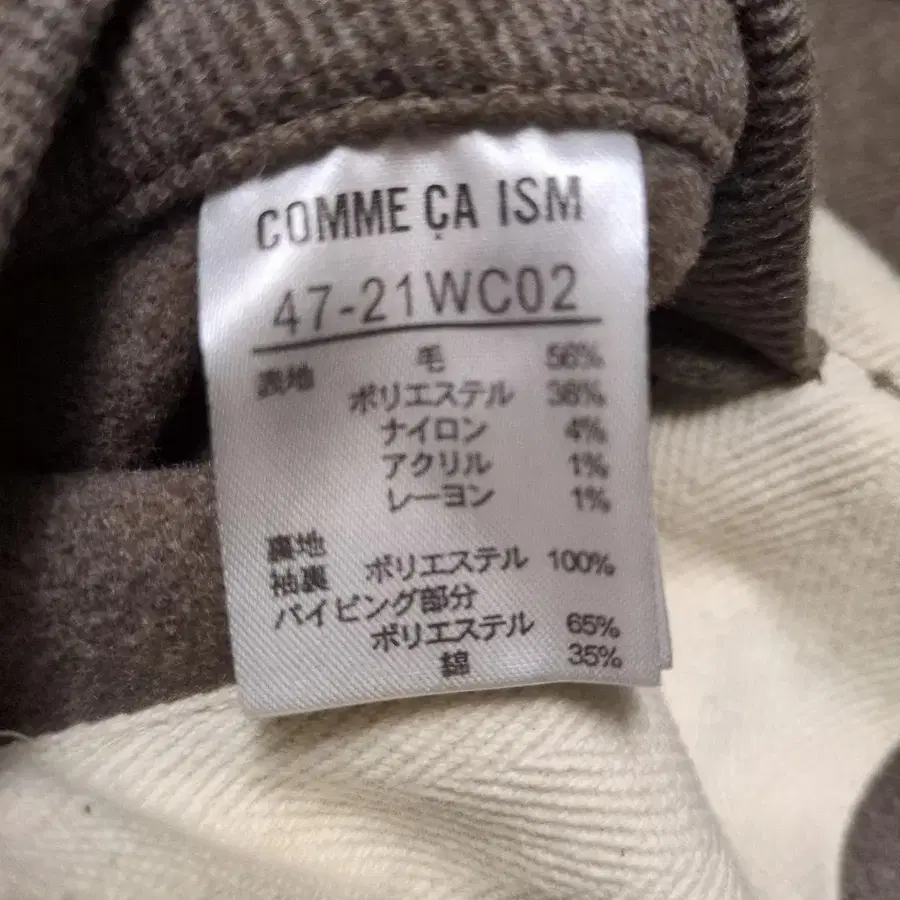 COMME ÇA ISM
47-21WC02
表地 毛 56%
ポリエステル 38%
ナイロン 4%
アクリル 1%
レーヨン 1%
裏地
袖裏 ポリエステル 100%
パイピング部分
ポリエステル 65%
綿 35%